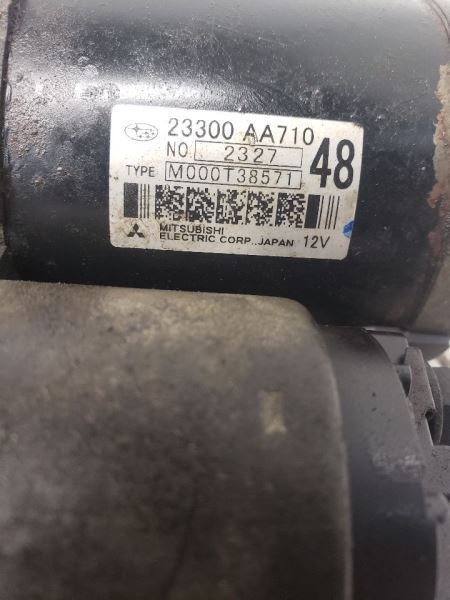 23300 AA710
NO 2327
TYPE M000T38571
48
MITSUBISHI
ELECTRIC CORP., JAPAN 12V